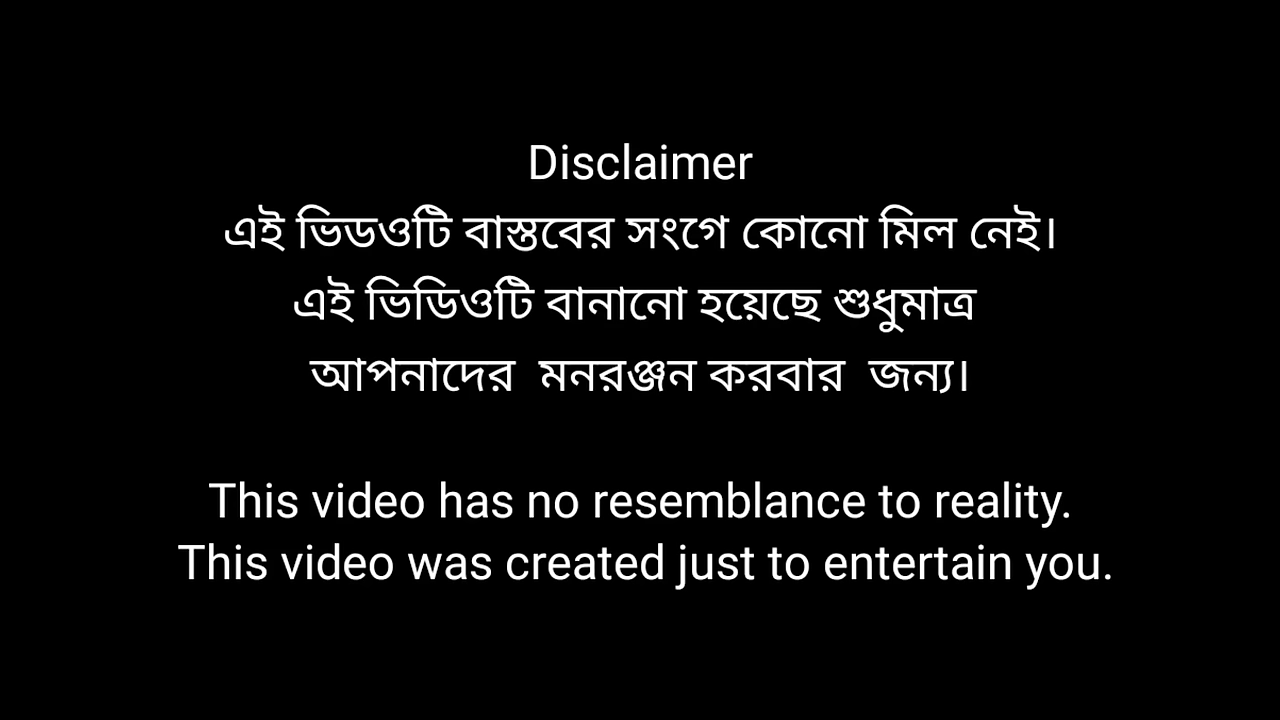 Disclaimer
এই ভিডওটি বাস্তবের সংগে কোনো মিল নেই।
এই ভিডিওটি বানানো হয়েছে শুধুমাত্র
আপনাদের মনরঞ্জন করবার জন্য।
This video has no resemblance to reality.
This video was created just to entertain you.